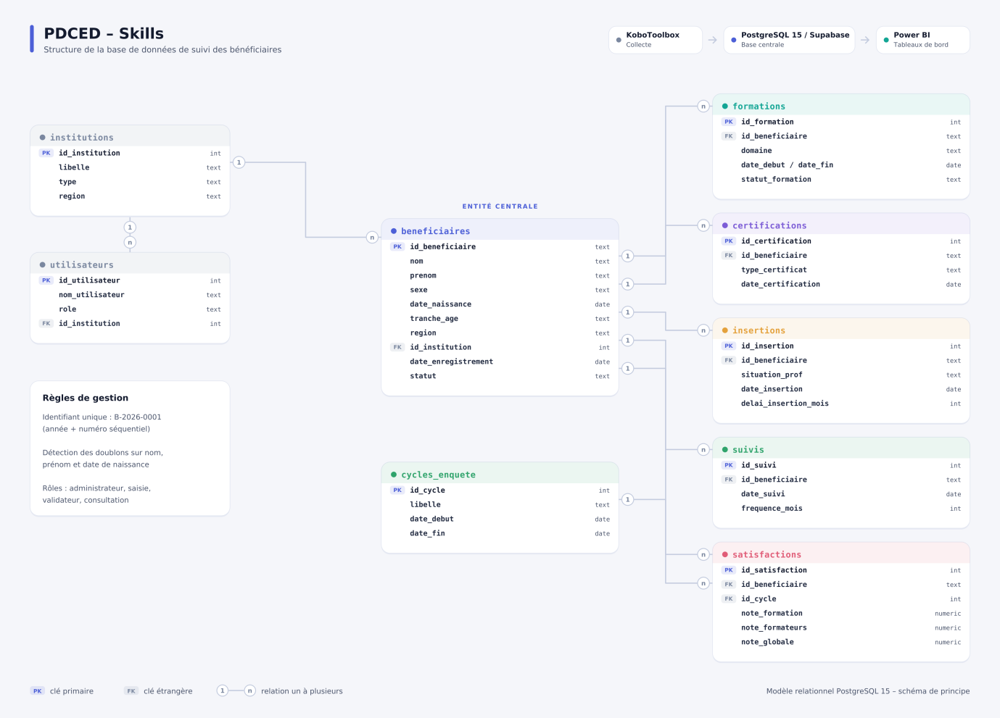 PDCED – Skills
Structure de la base de données de suivi des bénéficiaires
KoboToolbox
Collecte
PostgreSQL 15 / Supabase
Base centrale
Power BI
Tableaux de bord
institutions
PK id_institution int
libelle text
type text
region text
1
1
n
utilisateurs
PK id_utilisateur int
nom_utilisateur text
role text
FK id_institution int
Règles de gestion
Identifiant unique : B-2026-0001
(année + numéro séquentiel)
Détection des doublons sur nom,
prénom et date de naissance
Rôles : administrateur, saisie,
validateur, consultation
ENTITÉ CENTRALE
n
beneficiaires
PK id_beneficiaire text
nom text
prenom text
sexe text
date_naissance date
tranche_age text
region text
FK id_institution int
date_enregistrement date
statut text
1
1
1
1
1
cycles_enquete
PK id_cycle int
libelle text
date_debut date
date_fin date
1
n
formations
PK id_formation int
FK id_beneficiaire text
domaine text
date_debut / date_fin date
statut_formation text
n
certifications
PK id_certification int
FK id_beneficiaire text
type_certificat text
date_certification date
n
insertions
PK id_insertion int
FK id_beneficiaire text
situation_prof text
date_insertion date
delai_insertion_mois int
n
suivis
PK id_suivi int
FK id_beneficiaire text
date_suivi date
frequence_mois int
n
n
satisfactions
PK id_satisfaction int
FK id_beneficiaire text
FK id_cycle int
note_formation numeric
note_formateurs numeric
note_globale numeric
PK clé primaire
FK clé étrangère
1 n relation un à plusieurs
Modèle relationnel PostgreSQL 15 – schéma de principe